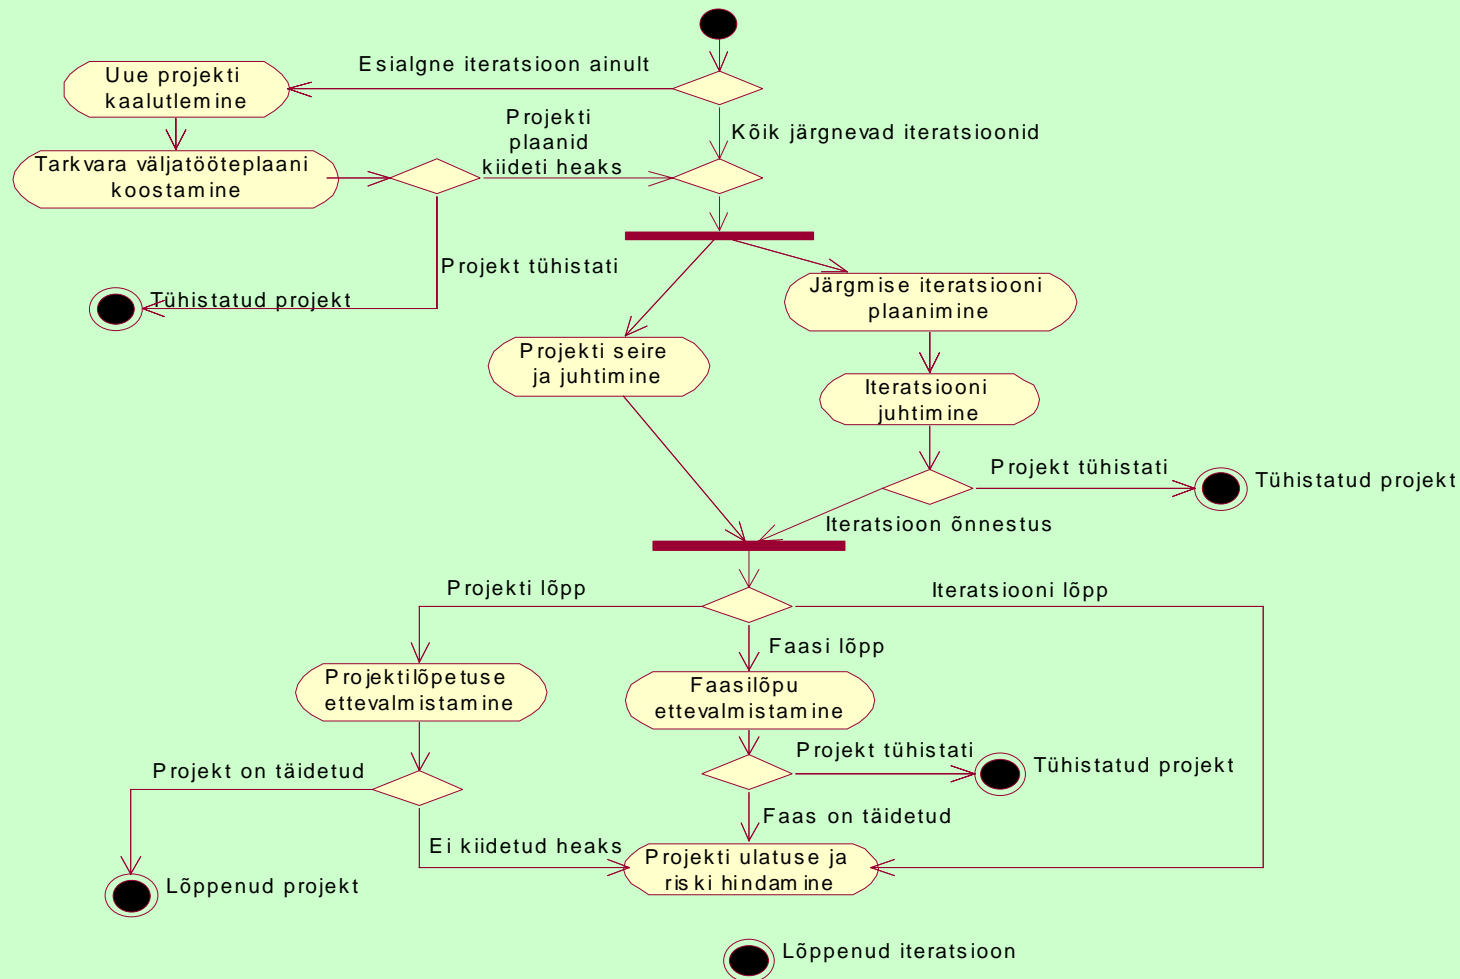 Esialgne iteratsioon ainult
Uue projekti
kaalutlemine
Projekti
plaanid
kiideti heaks
Kõik järgnevad iteratsioonid
Tarkvara väljatööteplaani
koostamine
Projekt tühistati
Tühistatud projekt
Järgmise iteratsiooni
plaanimine
Projekti seire
ja juhtimine
Iteratsiooni
juhtimine
Projekt tühistati
Tühistatud projekt
Iteratsioon õnnestus
Projekti lõpp
Iteratsiooni lõpp
Faasi lõpp
Projektilõpetuse
ettevalmistamine
Faasilõpu
ettevalmistamine
Projekt tühistati
Tühistatud projekt
Projekt on täidetud
Faas on täidetud
Ei kiidetud heaks
Projekti ulatuse ja
riski hindamine
Lõppenud projekt
Lõppenud iteratsioon